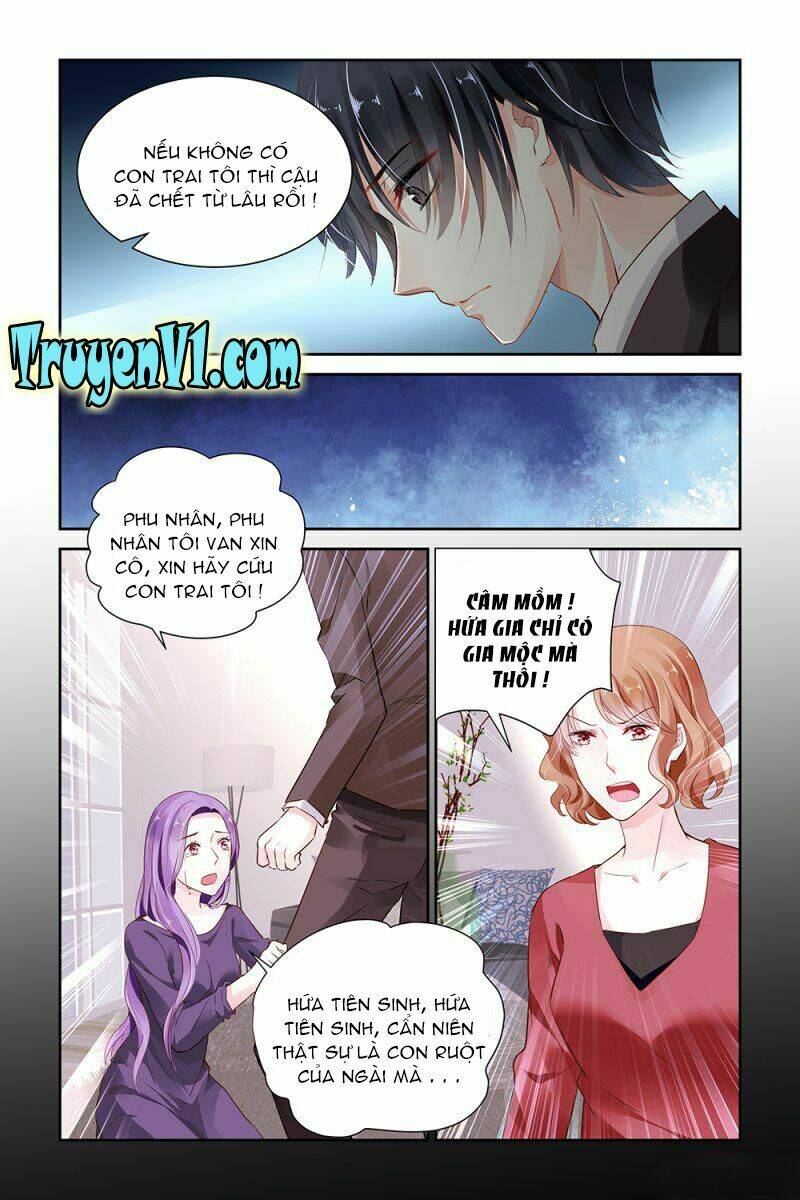 NẾU KHÔNG CÓ
CON TRAI TÔI THÌ CẬU
ĐÃ CHẾT TỪ LÂU RỒI !
TruyenV1.com
PHU NHÂN, PHU
NHÂN TÔI VAN XIN
CÔ, XIN HÃY CỨU
CON TRAI TÔI !
CÂM MỒM !
HỨA GIA CHỈ CÓ
GIA MỘC MÀ
THÔI !
HỨA TIÊN SINH, HỨA
TIÊN SINH, CẨN NIÊN
THẬT SỰ LÀ CON RUỘT
CỦA NGÀI MÀ . . .